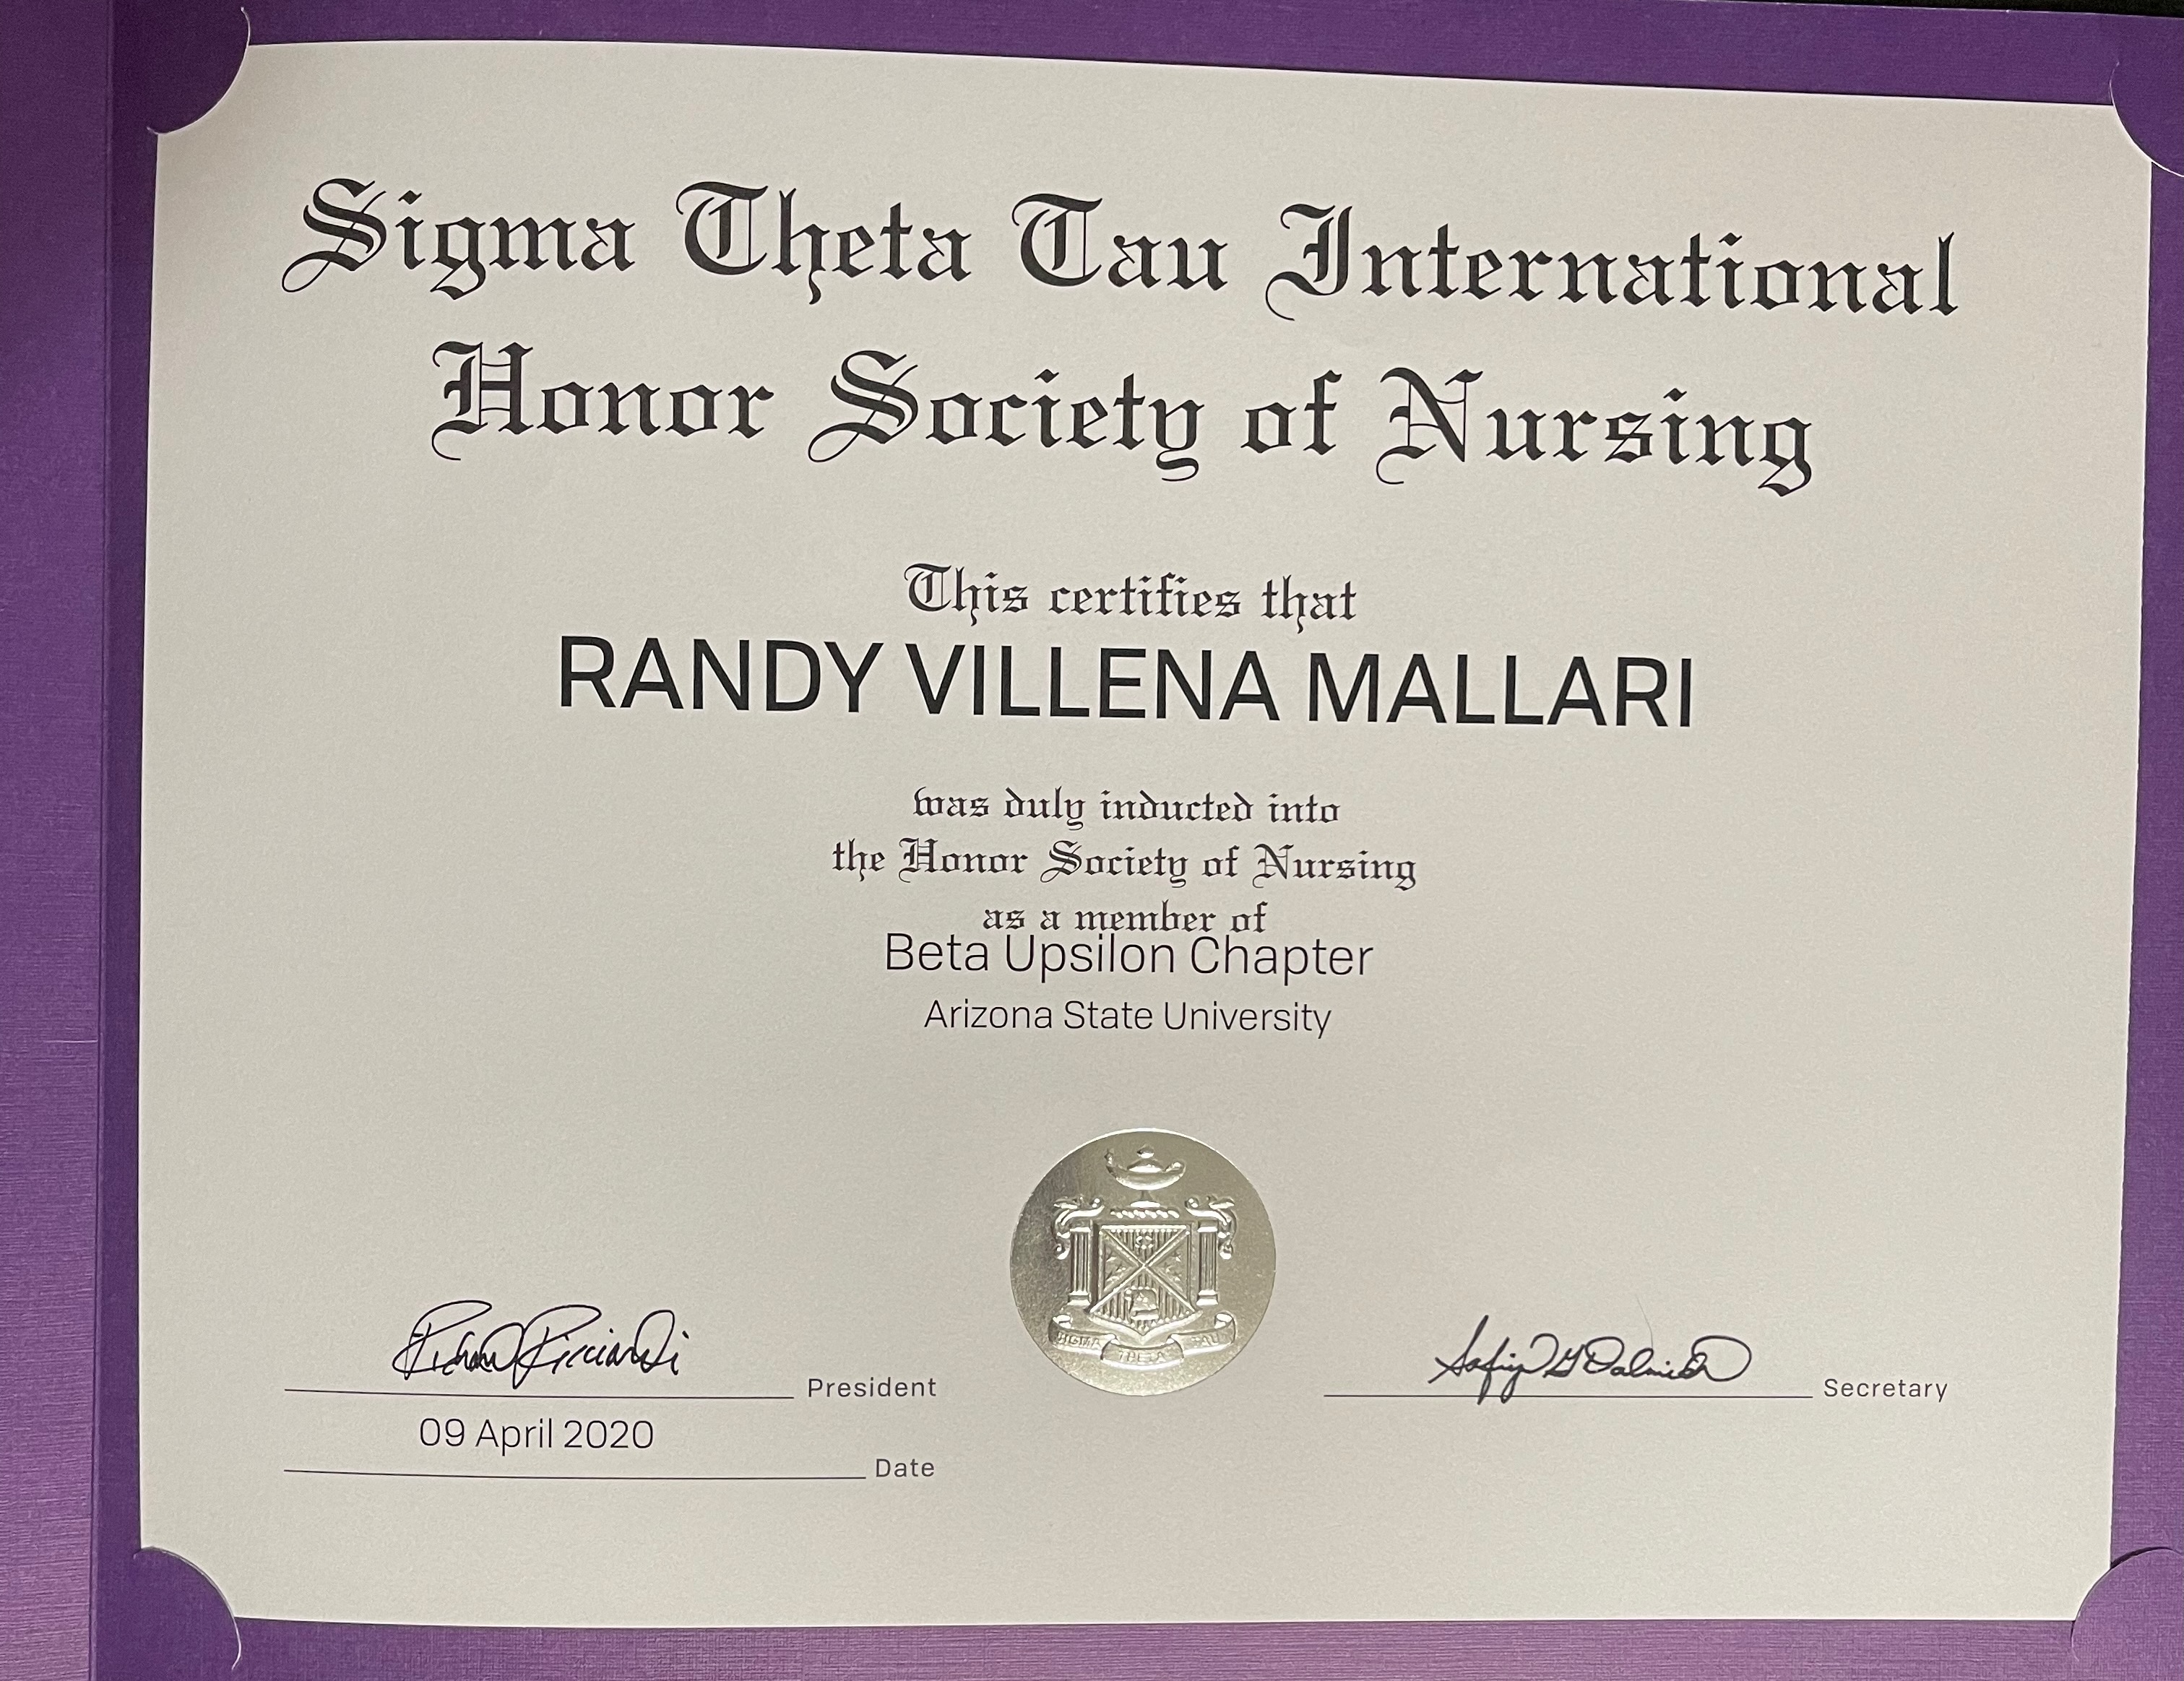 Sigma Theta Tau International
Honor Society of Nursing
This certifies that
RANDY VILLENA MALLARI
was duly inducted into
the Honor Society of Nursing
as a member of
Beta Upsilon Chapter
Arizona State University
SIGMA THETA TAU
Richard Ricciardi President
Secretary
09 April 2020
Date